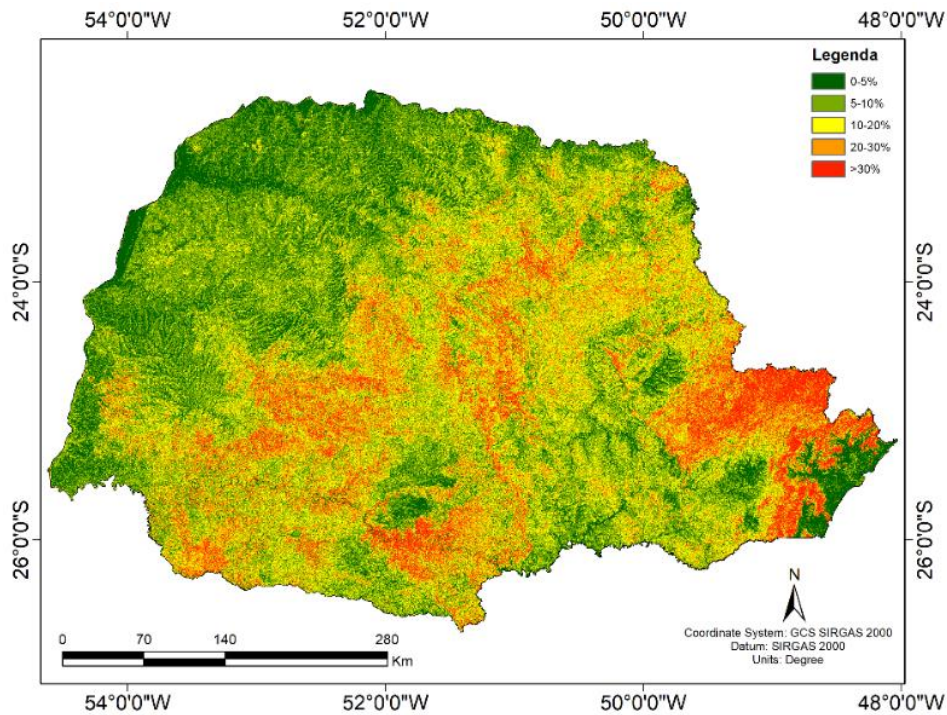 54°0'0"W 52°0'0"W 50°0'0"W 48°0'0"W
Legenda
0-5%
5-10%
10-20%
20-30%
>30%
24°0'0"S 24°0'0"S
26°0'0"S 26°0'0"S
N
0 70 140 280
Km
Coordinate System: GCS SIRGAS 2000
Datum: SIRGAS 2000
Units: Degree
54°0'0"W 52°0'0"W 50°0'0"W 48°0'0"W